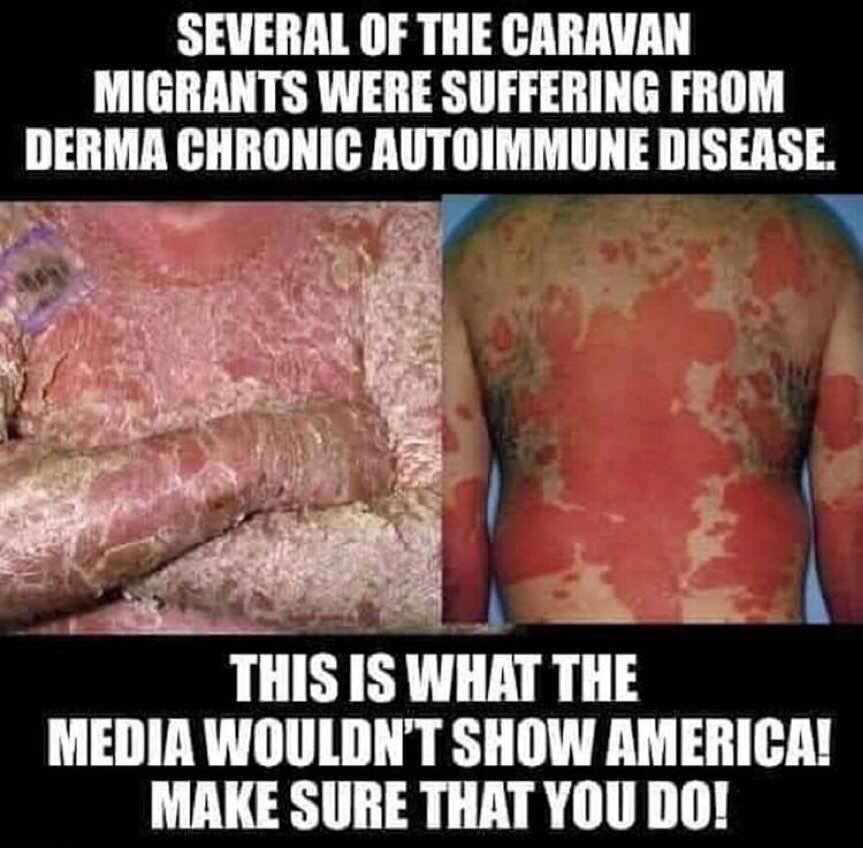 SEVERAL OF THE CARAVAN
MIGRANTS WERE SUFFERING FROM
DERMA CHRONIC AUTOIMMUNE DISEASE.
THIS IS WHAT THE
MEDIA WOULDN'T SHOW AMERICA!
MAKE SURE THAT YOU DO!